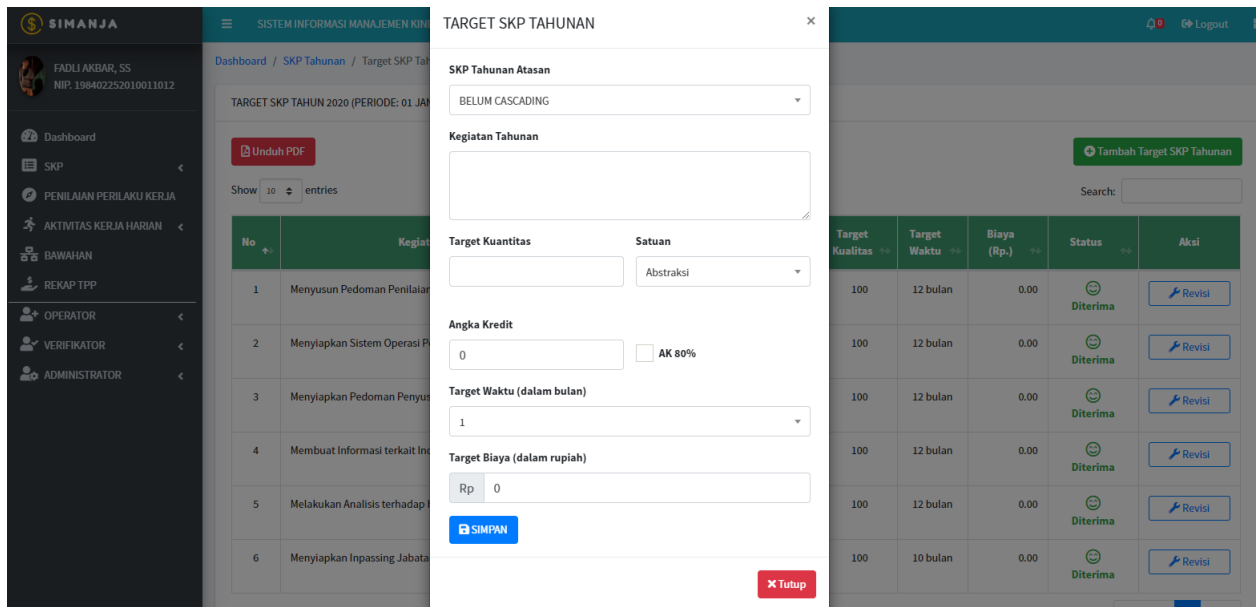 SIMANJA
SISTEM INFORMASI MANAJEMEN KIN
0 Logout
FADLI AKBAR, SS
NIP. 198402252010011012
Dashboard
SKP
PENILAIAN PERILAKU KERJA
AKTIVITAS KERJA HARIAN
BAWAHAN
REKAP TPP
OPERATOR
VERIFIKATOR
ADMINISTRATOR
Dashboard / SKP Tahunan / Target SKP Tah
TARGET SKP TAHUN 2020 (PERIODE: 01 JAN
Unduh PDF
Tambah Target SKP Tahunan
Show 10 entries
Search:
No Kegiat Target Kualitas Target Waktu Biaya (Rp.) Status Aksi
1 Menyusun Pedoman Penilaian 100 12 bulan 0.00 Diterima Revisi
2 Menyiapkan Sistem Operasi P 100 12 bulan 0.00 Diterima Revisi
3 Menyiapkan Pedoman Penyus 100 12 bulan 0.00 Diterima Revisi
4 Membuat Informasi terkait In 100 12 bulan 0.00 Diterima Revisi
5 Melakukan Analisis terhadap 100 12 bulan 0.00 Diterima Revisi
6 Menyiapkan Inpassing Jabata 100 10 bulan 0.00 Diterima Revisi
TARGET SKP TAHUNAN ×
SKP Tahunan Atasan
BELUM CASCADING
Kegiatan Tahunan
Target Kuantitas Satuan
Abstraksi
Angka Kredit
0 AK 80%
Target Waktu (dalam bulan)
1
Target Biaya (dalam rupiah)
Rp 0
SIMPAN
Tutup